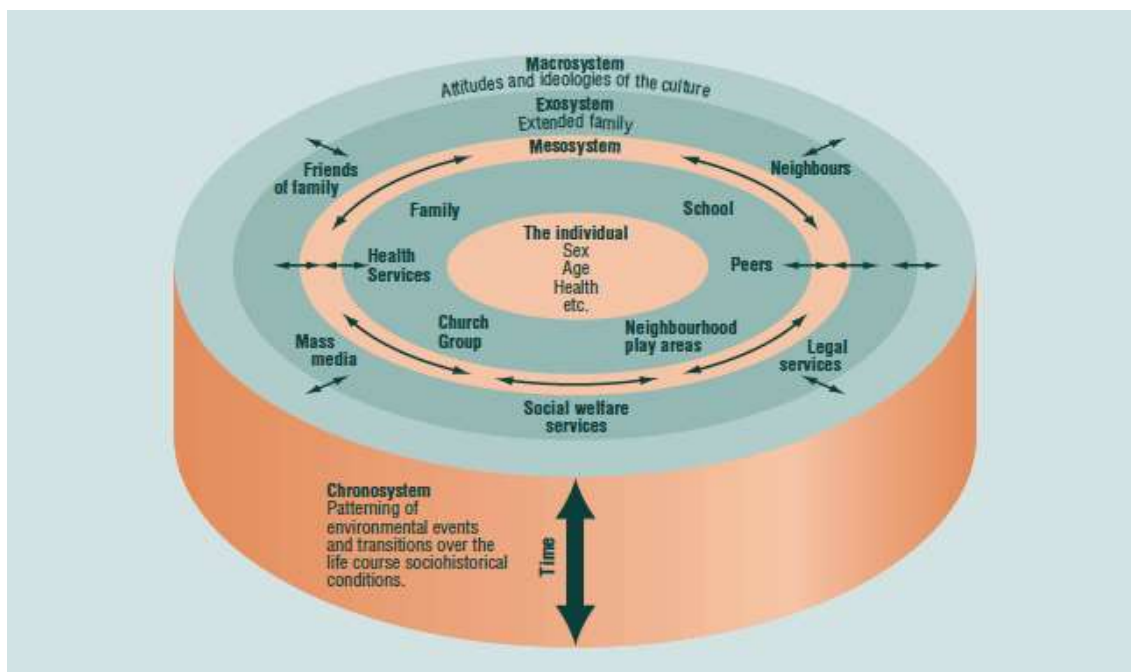 Macrosystem
Attitudes and ideologies of the culture
Exosystem
Extended family
Mesosystem
Friends
of family
Neighbours
Family
School
The individual
Sex
Age
Health
etc.
Health
Services
Peers
Church
Group
Neighbourhood
play areas
Mass
media
Legal
services
Social welfare
services
Chronosystem
Patterning of
environmental events
and transitions over the
life course sociohistorical
conditions.
Time